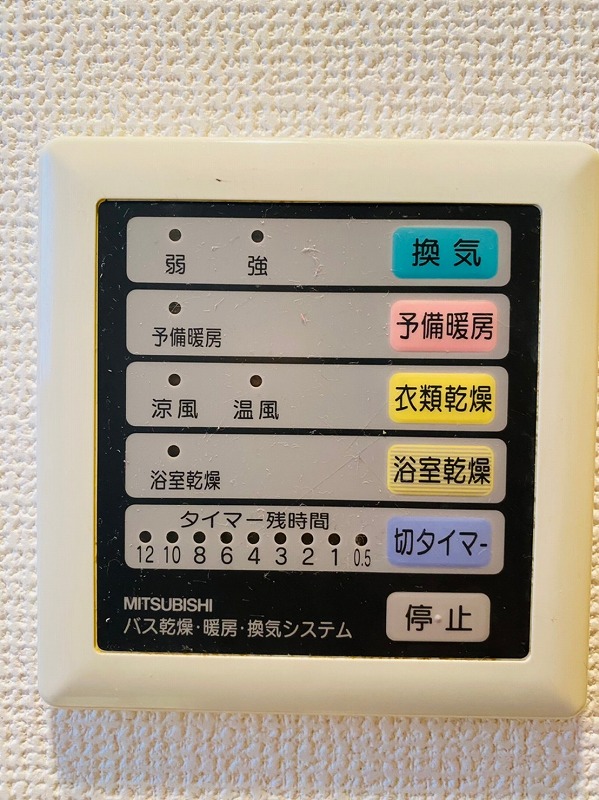 弱 強 換気
予備暖房 予備暖房
涼風 温風 衣類乾燥
浴室乾燥 浴室乾燥
タイマー残時間
12 10 8 6 4 3 2 1 0.5 切タイマー
MITSUBISHI
バス乾燥・暖房・換気システム
停止